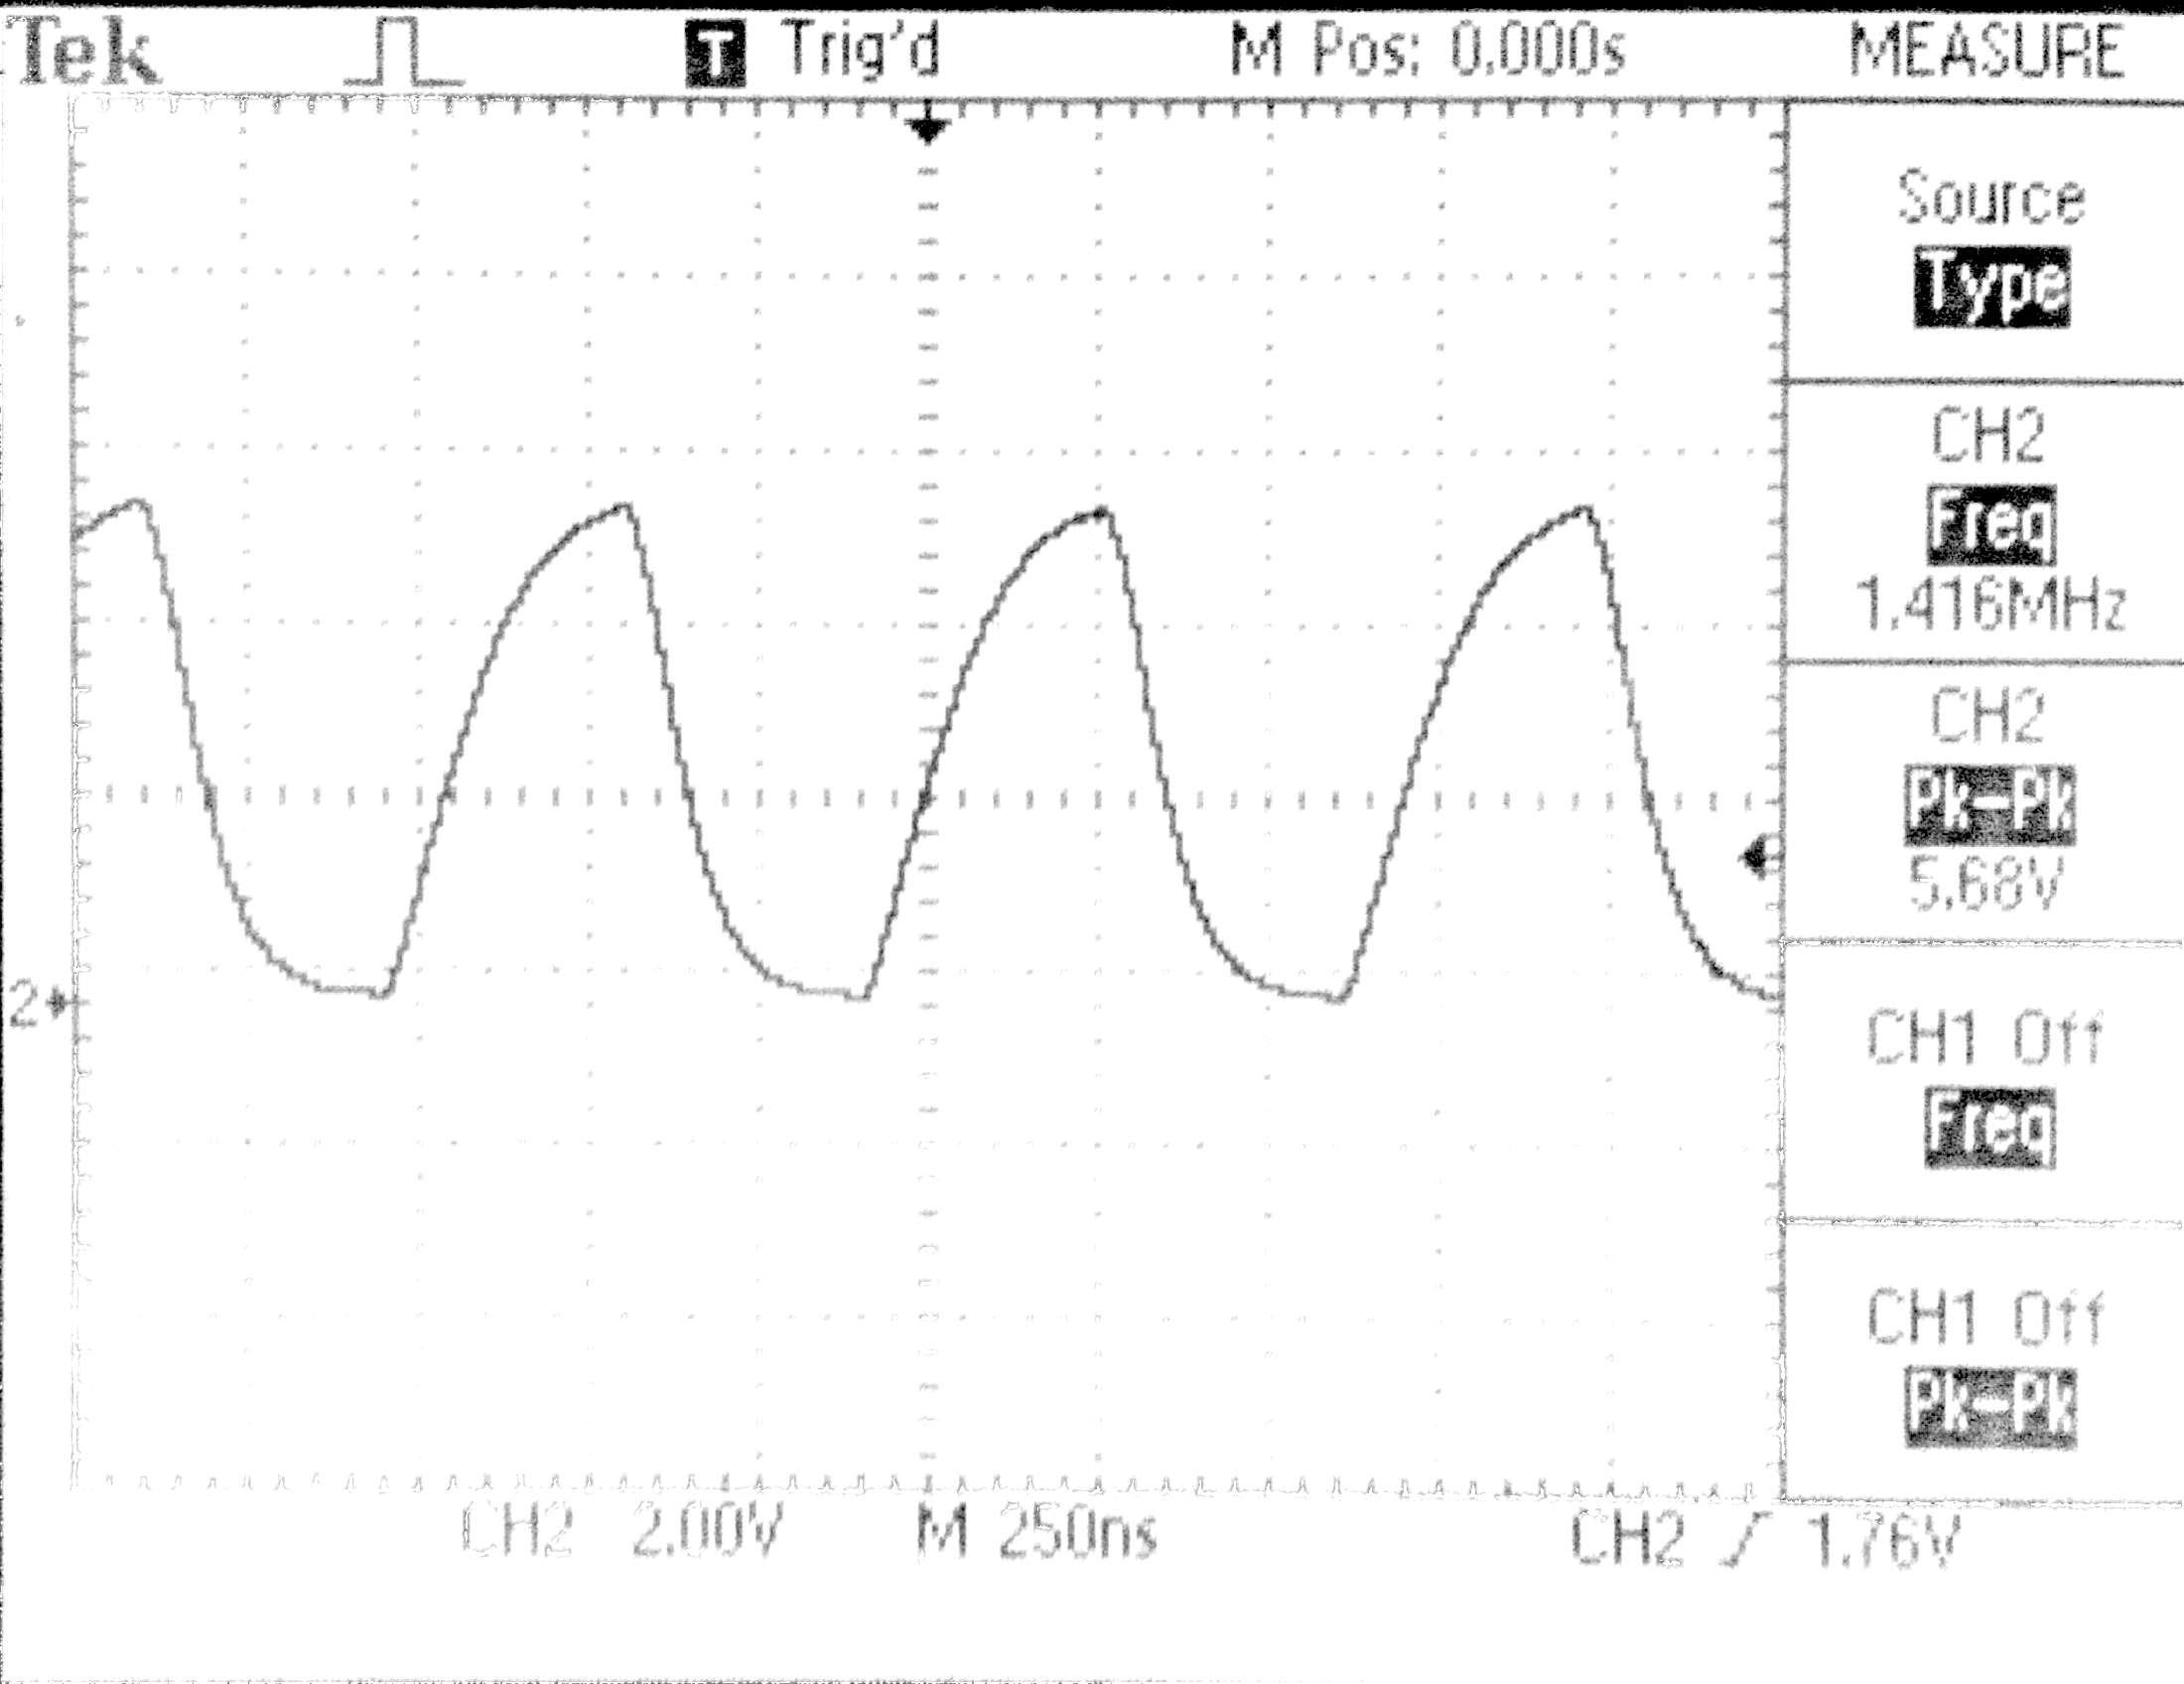 Tek T Trig'd M Pos: 0.000s MEASURE
Source
Type
CH2
Freq
1.416MHz
CH2
Pk-Pk
5.68V
2
CH1 Off
Freq
CH1 Off
Pk-Pk
CH2 2.00V M 250ns CH2 1.76V